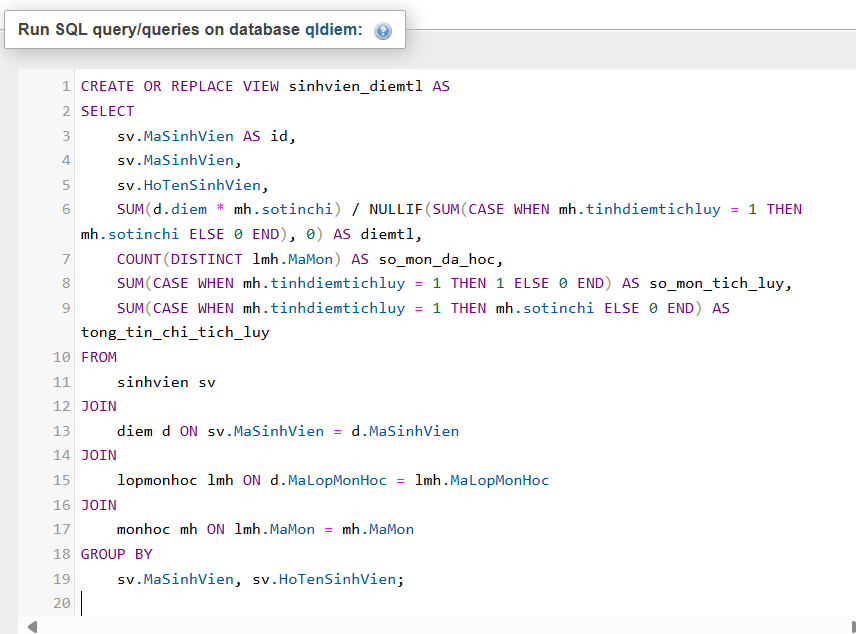 Run SQL query/queries on database qldiem:
1 CREATE OR REPLACE VIEW sinhvien_diemtl AS
2 SELECT
3     sv.MaSinhVien AS id,
4     sv.MaSinhVien,
5     sv.HoTenSinhVien,
6     SUM(d.diem * mh.sotinchi) / NULLIF(SUM(CASE WHEN mh.tinhdiemtichluy = 1 THEN
mh.sotinchi ELSE 0 END), 0) AS diemtl,
7     COUNT(DISTINCT lmh.MaMon) AS so_mon_da_hoc,
8     SUM(CASE WHEN mh.tinhdiemtichluy = 1 THEN 1 ELSE 0 END) AS so_mon_tich_luy,
9     SUM(CASE WHEN mh.tinhdiemtichluy = 1 THEN mh.sotinchi ELSE 0 END) AS
tong_tin_chi_tich_luy
10 FROM
11     sinhvien sv
12 JOIN
13     diem d ON sv.MaSinhVien = d.MaSinhVien
14 JOIN
15     lopmonhoc lmh ON d.MaLopMonHoc = lmh.MaLopMonHoc
16 JOIN
17     monhoc mh ON lmh.MaMon = mh.MaMon
18 GROUP BY
19     sv.MaSinhVien, sv.HoTenSinhVien;
20